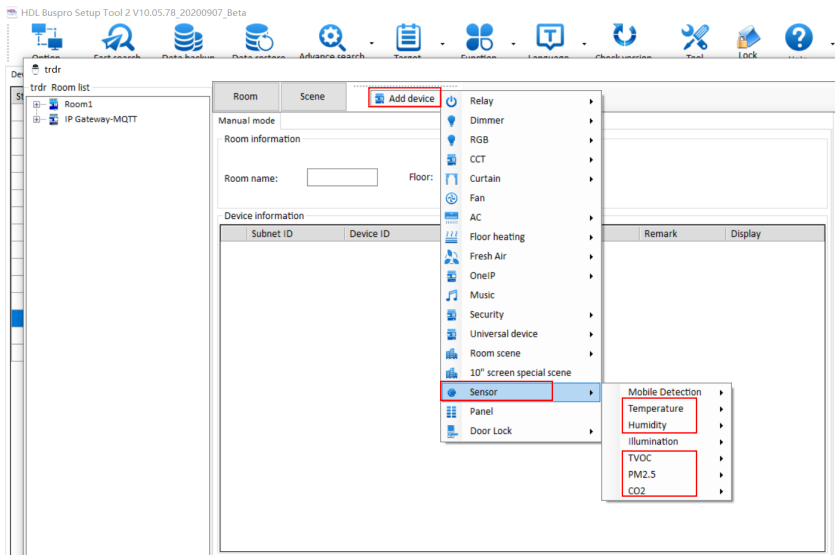 HDL Buspro Setup Tool 2 V10.05.78_20200907_Beta
Option Fast search Data backup Data restore Advance search Target Function Language Check version Tool Lock
trdr
trdr Room list
Room1
IP Gateway-MQTT
Room Scene Add device
Manual mode
Room information
Room name: Floor:
Device information
Subnet ID Device ID Remark Display
Relay
Dimmer
RGB
CCT
Curtain
Fan
AC
Floor heating
Fresh Air
OneIP
Music
Security
Universal device
Room scene
10" screen special scene
Sensor
Panel
Door Lock
Mobile Detection
Temperature
Humidity
Illumination
TVOC
PM2.5
CO2